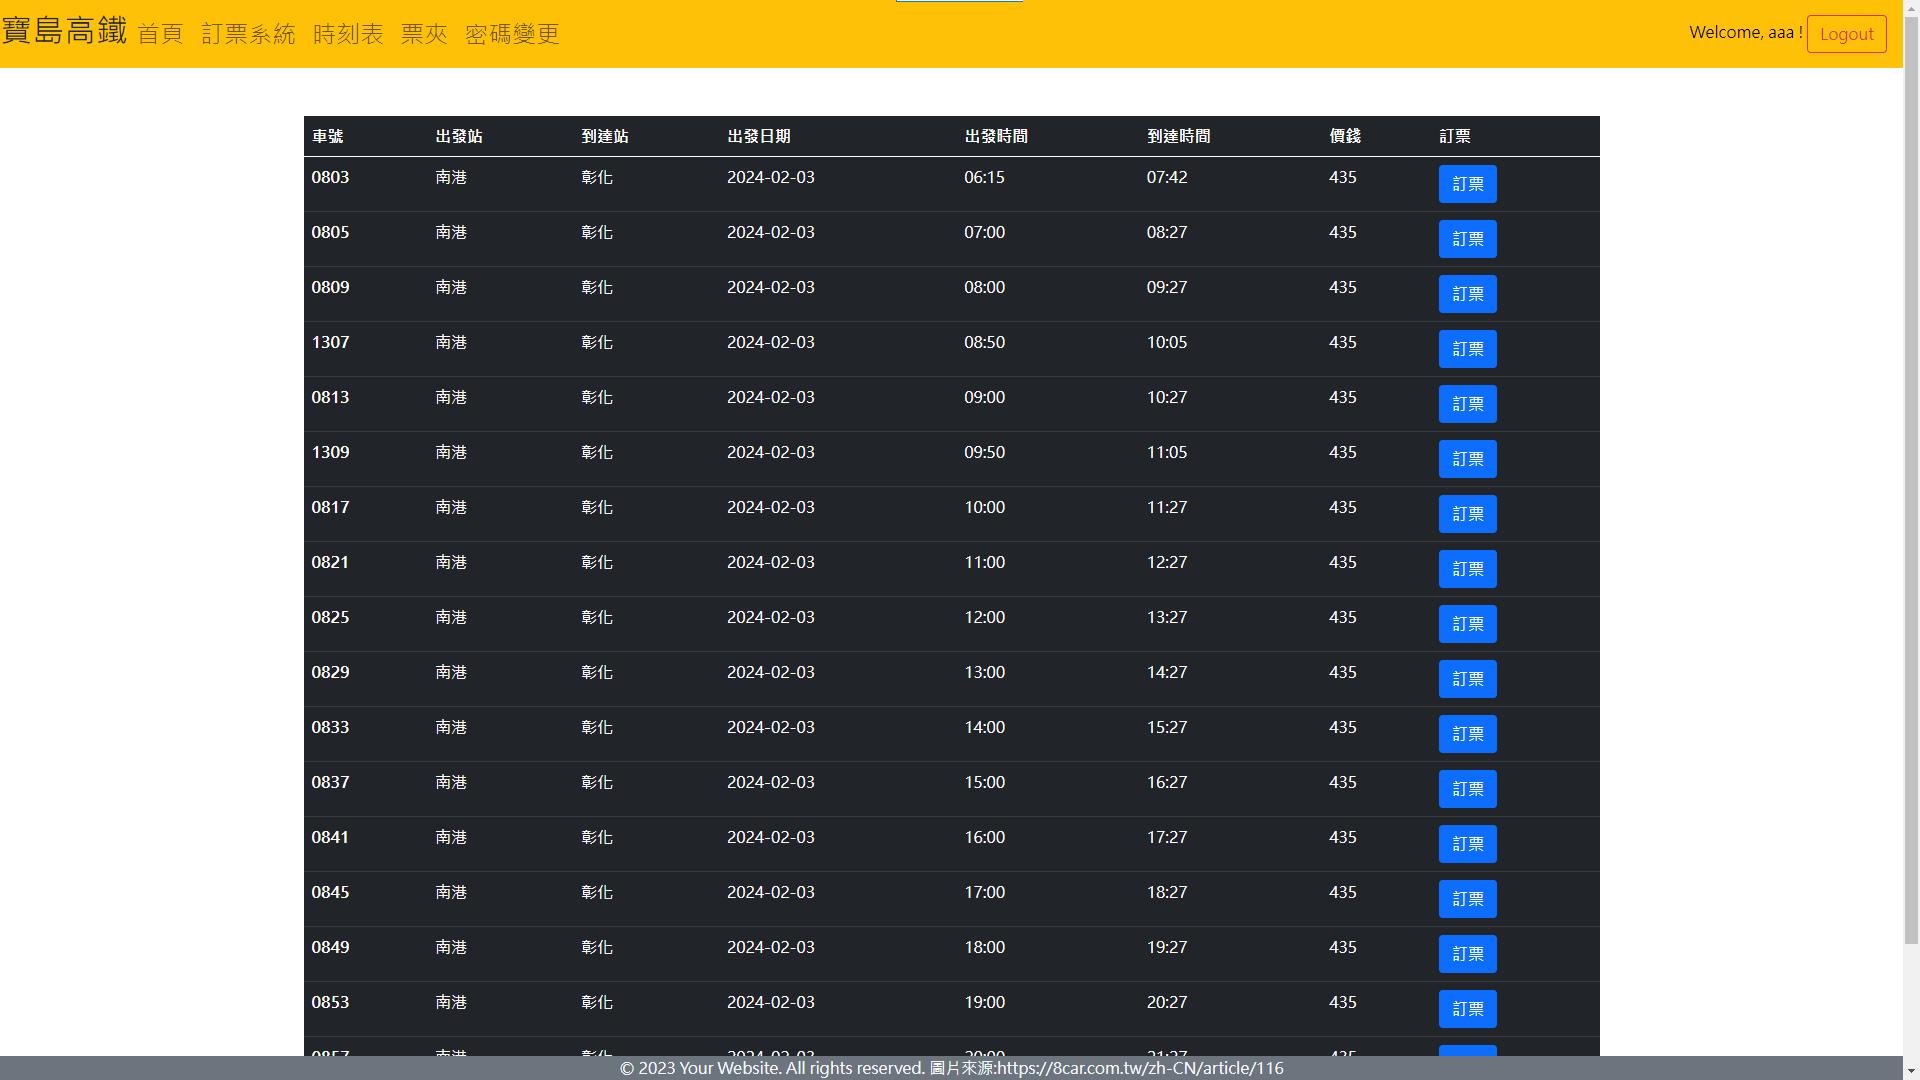 寶島高鐵 首頁 訂票系統 時刻表 票夾 密碼變更 Welcome, aaa ! Logout
車號 出發站 到達站 出發日期 出發時間 到達時間 價錢 訂票
0803 南港 彰化 2024-02-03 06:15 07:42 435 訂票
0805 南港 彰化 2024-02-03 07:00 08:27 435 訂票
0809 南港 彰化 2024-02-03 08:00 09:27 435 訂票
1307 南港 彰化 2024-02-03 08:50 10:05 435 訂票
0813 南港 彰化 2024-02-03 09:00 10:27 435 訂票
1309 南港 彰化 2024-02-03 09:50 11:05 435 訂票
0817 南港 彰化 2024-02-03 10:00 11:27 435 訂票
0821 南港 彰化 2024-02-03 11:00 12:27 435 訂票
0825 南港 彰化 2024-02-03 12:00 13:27 435 訂票
0829 南港 彰化 2024-02-03 13:00 14:27 435 訂票
0833 南港 彰化 2024-02-03 14:00 15:27 435 訂票
0837 南港 彰化 2024-02-03 15:00 16:27 435 訂票
0841 南港 彰化 2024-02-03 16:00 17:27 435 訂票
0845 南港 彰化 2024-02-03 17:00 18:27 435 訂票
0849 南港 彰化 2024-02-03 18:00 19:27 435 訂票
0853 南港 彰化 2024-02-03 19:00 20:27 435 訂票
0857 南港 彰化 2024-02-03 20:00 21:27 435
© 2023 Your Website. All rights reserved. 圖片來源:https://8car.com.tw/zh-CN/article/116